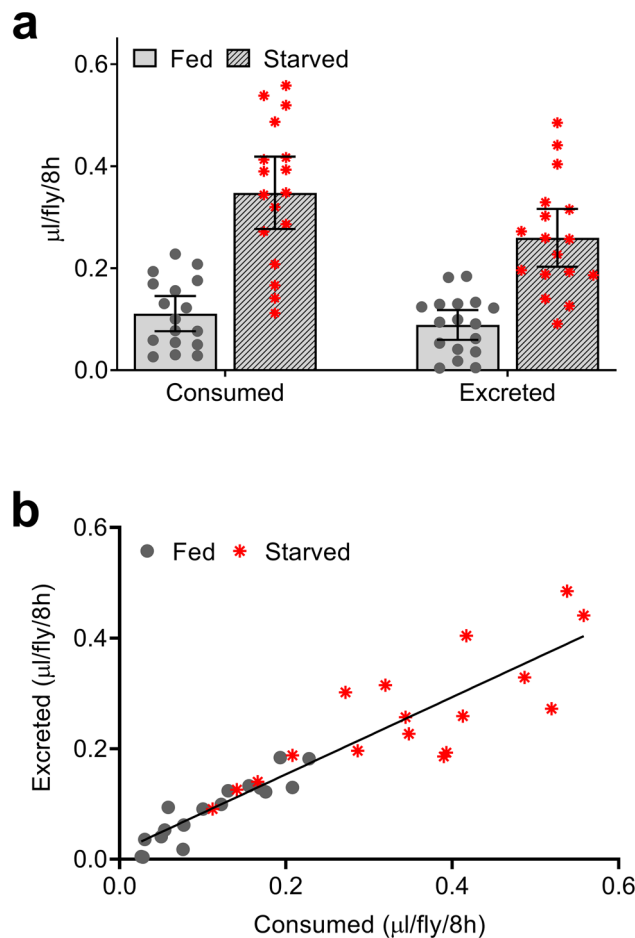 a
Fed Starved
0.6
0.4
0.2
0.0
µl/fly/8h
Consumed Excreted
b
Fed Starved
0.6
0.4
0.2
0.0
Excreted (µl/fly/8h)
0.0 0.2 0.4 0.6
Consumed (µl/fly/8h)